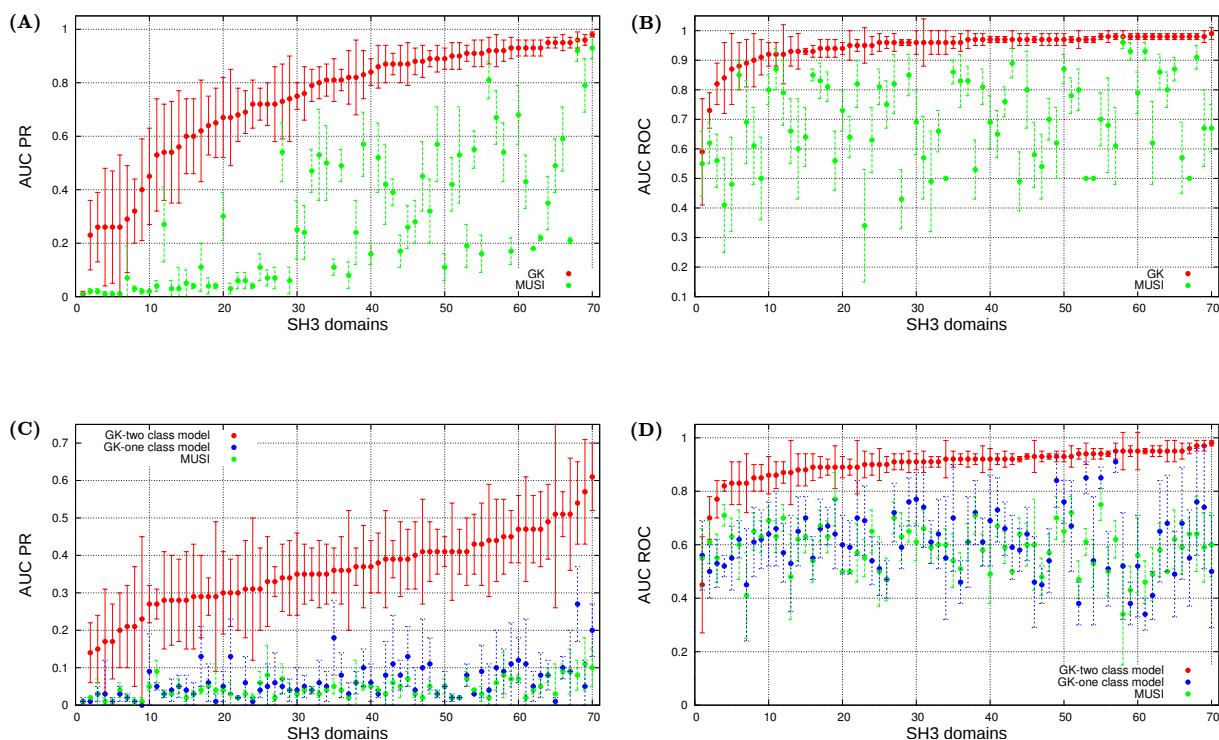 (A)
1
0.8
0.6
0.4
0.2
0
AUC PR
GK
MUSI
0 10 20 30 40 50 60 70
SH3 domains
(B)
1
0.9
0.8
0.7
0.6
0.5
0.4
0.3
0.2
0.1
AUC ROC
GK
MUSI
0 10 20 30 40 50 60 70
SH3 domains
(C)
GK-two class model
GK-one class model
MUSI
0.7
0.6
0.5
0.4
0.3
0.2
0.1
0
AUC PR
0 10 20 30 40 50 60 70
SH3 domains
(D)
1
0.8
0.6
0.4
0.2
0
AUC ROC
GK-two class model
GK-one class model
MUSI
0 10 20 30 40 50 60 70
SH3 domains